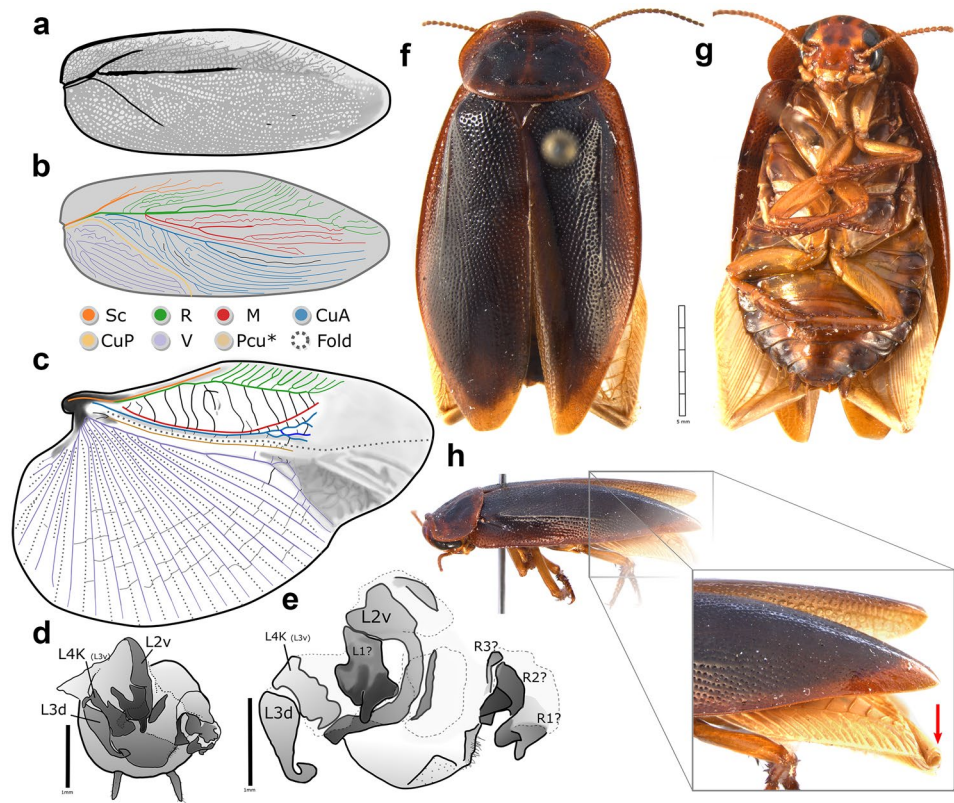 a
f
g
b
Sc R M CuA
CuP V Pcu* Fold
c
5 mm
h
e
d
L2v
L4K (L3v)
L3d
1mm
L2v
L4K (L3v)
L1?
L3d
R3?
R2?
R1?
1mm